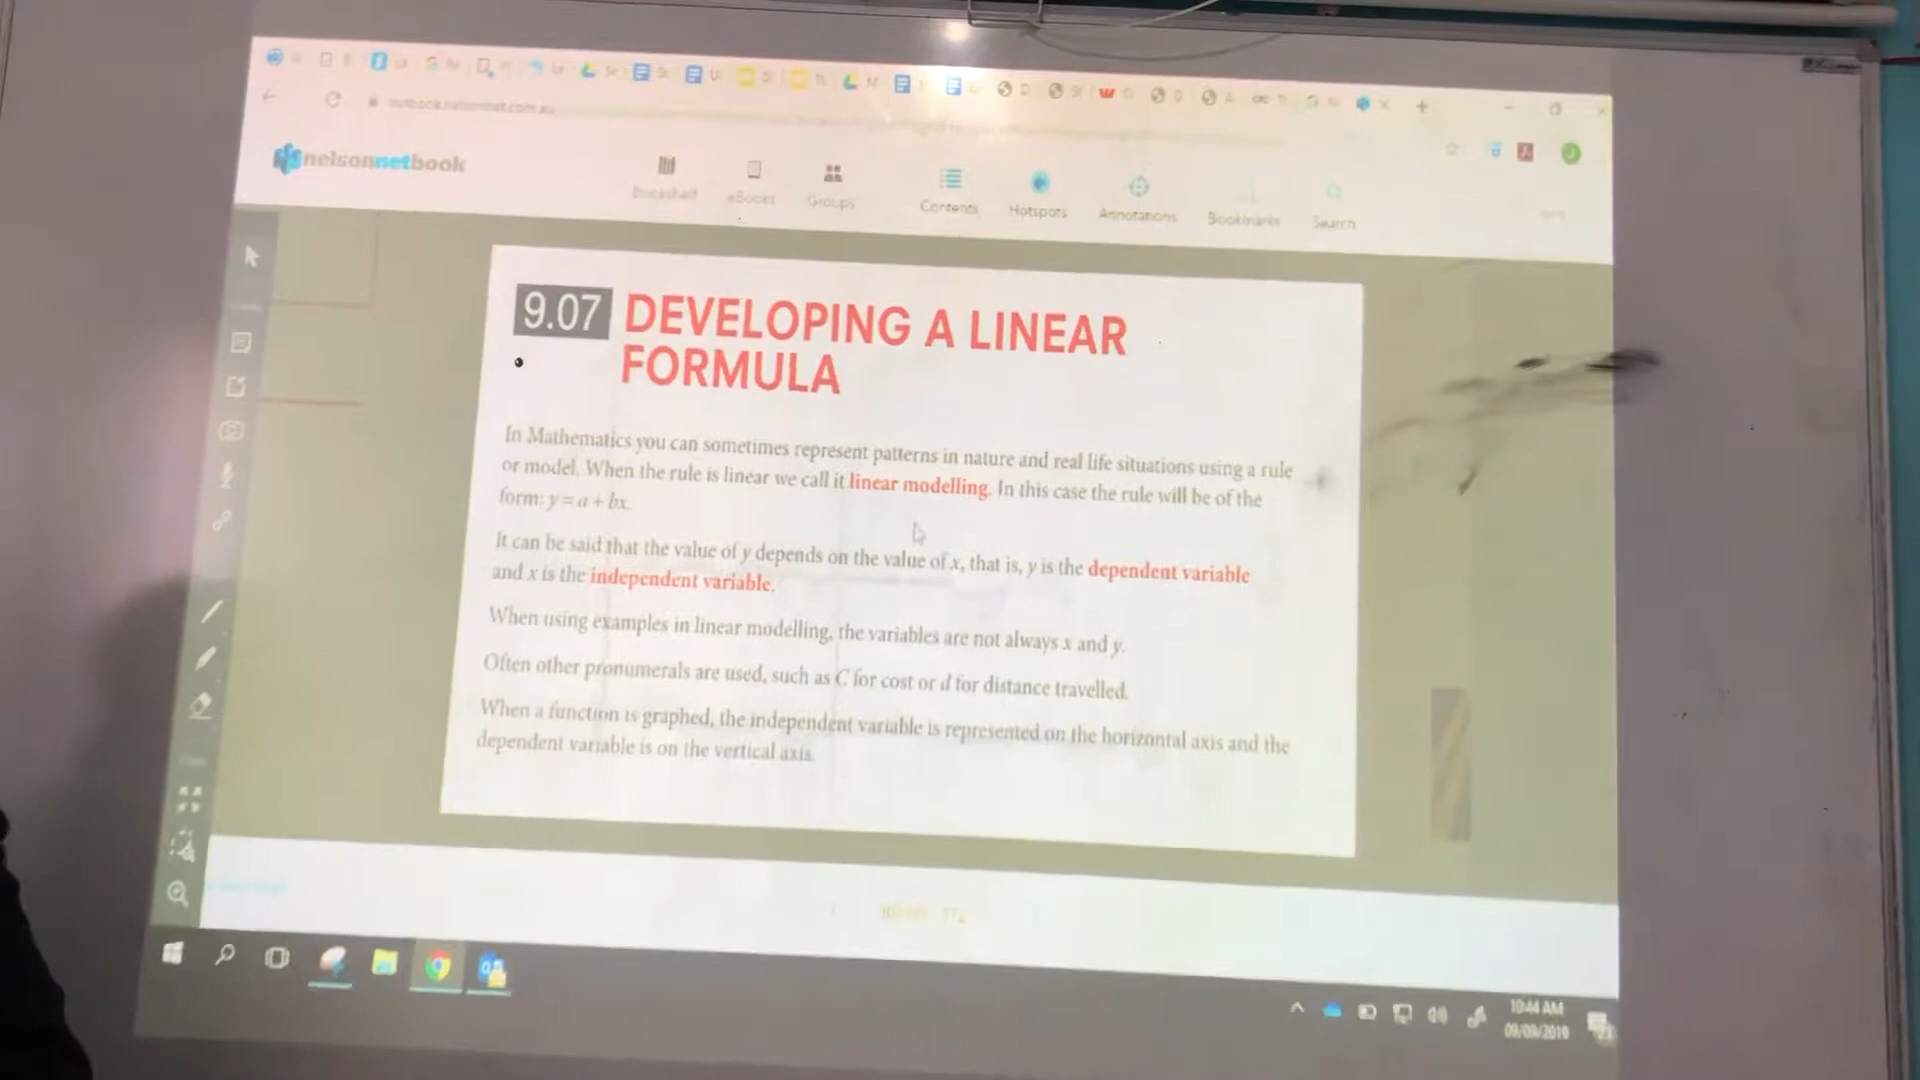 nelsonnetbook
Bookshelf eBooks Groups Contents Hotspots Annotations Bookmarks Search
9.07 DEVELOPING A LINEAR
FORMULA
In Mathematics you can sometimes represent patterns in nature and real life situations using a rule
or model. When the rule is linear we call it linear modelling. In this case the rule will be of the
form: y = a + bx.
It can be said that the value of y depends on the value of x, that is, y is the dependent variable
and x is the independent variable.
When using examples in linear modelling, the variables are not always x and y.
Often other pronumerals are used, such as C for cost or d for distance travelled.
When a function is graphed, the independent variable is represented on the horizontal axis and the
dependent variable is on the vertical axis.
10:44 AM
09/09/2019